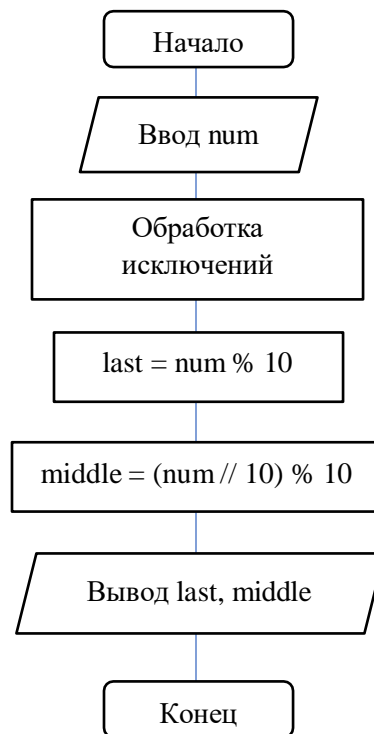 Начало
Ввод num
Обработка
исключений
last = num % 10
middle = (num // 10) % 10
Вывод last, middle
Конец